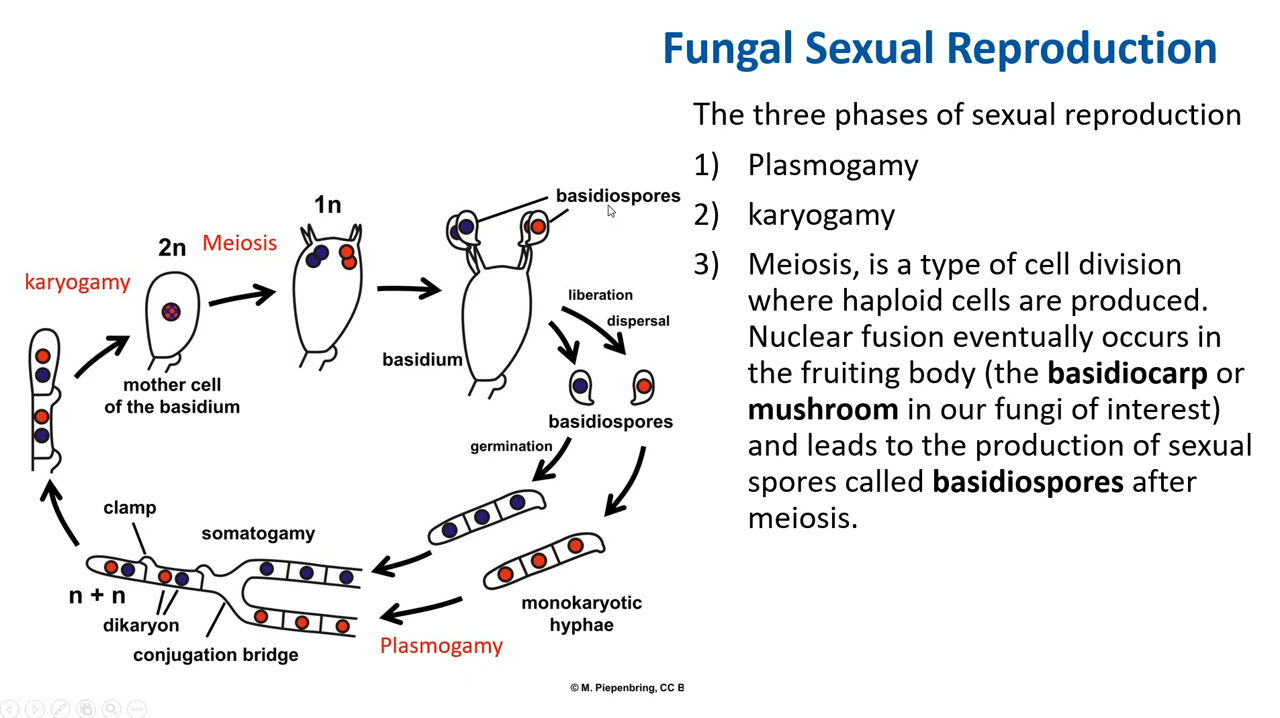 Fungal Sexual Reproduction
The three phases of sexual reproduction
1) Plasmogamy
2) karyogamy
3) Meiosis, is a type of cell division
where haploid cells are produced.
Nuclear fusion eventually occurs in
the fruiting body (the basidiocarp or
mushroom in our fungi of interest)
and leads to the production of sexual
spores called basidiospores after
meiosis.
basidiospores
1n
Meiosis
2n
karyogamy
liberation
dispersal
basidium
mother cell
of the basidium
basidiospores
germination
clamp
somatogamy
n + n
dikaryon
conjugation bridge
monokaryotic
hyphae
Plasmogamy
© M. Piepenbring, CC B